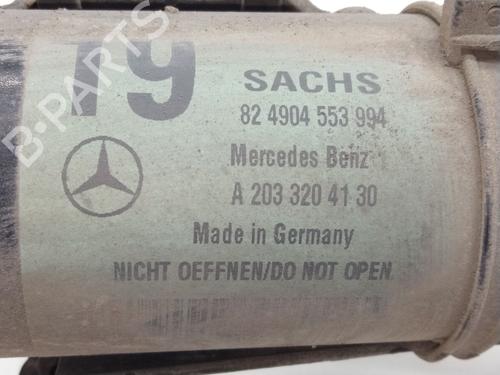 19
SACHS
82 4904 553 994
Mercedes Benz
A 203 320 41 30
Made in Germany
NICHT OEFFNEN/DO NOT OPEN
B-PARTS